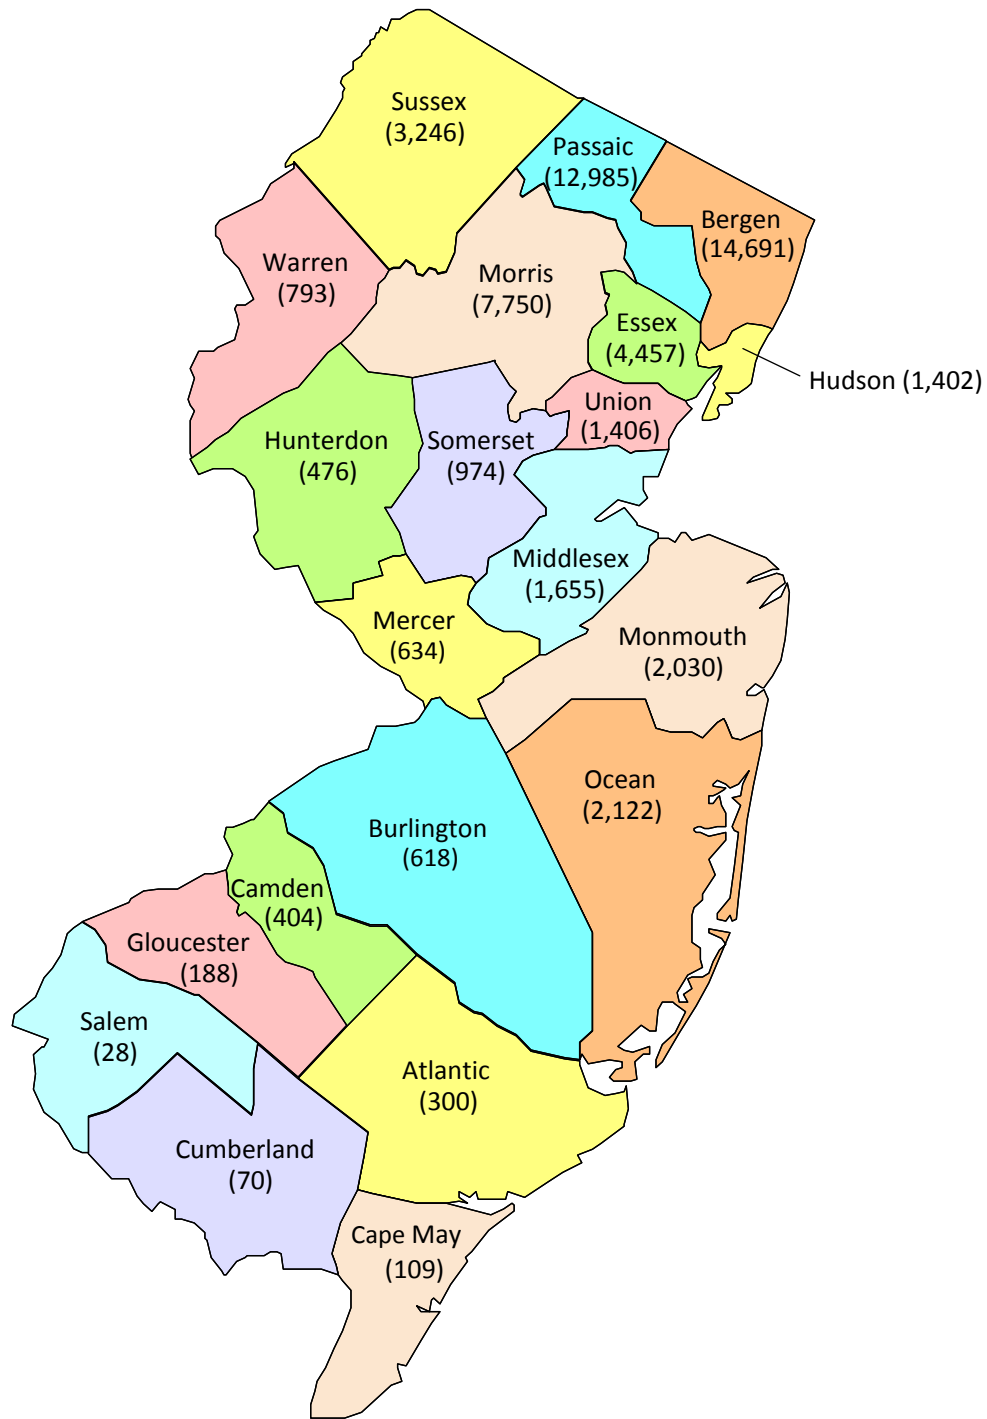 Sussex
(3,246)
Passaic
(12,985)
Bergen
(14,691)
Warren
(793)
Morris
(7,750)
Essex
(4,457)
Hudson (1,402)
Union
(1,406)
Hunterdon
(476)
Somerset
(974)
Middlesex
(1,655)
Mercer
(634)
Monmouth
(2,030)
Ocean
(2,122)
Burlington
(618)
Camden
(404)
Gloucester
(188)
Salem
(28)
Atlantic
(300)
Cumberland
(70)
Cape May
(109)